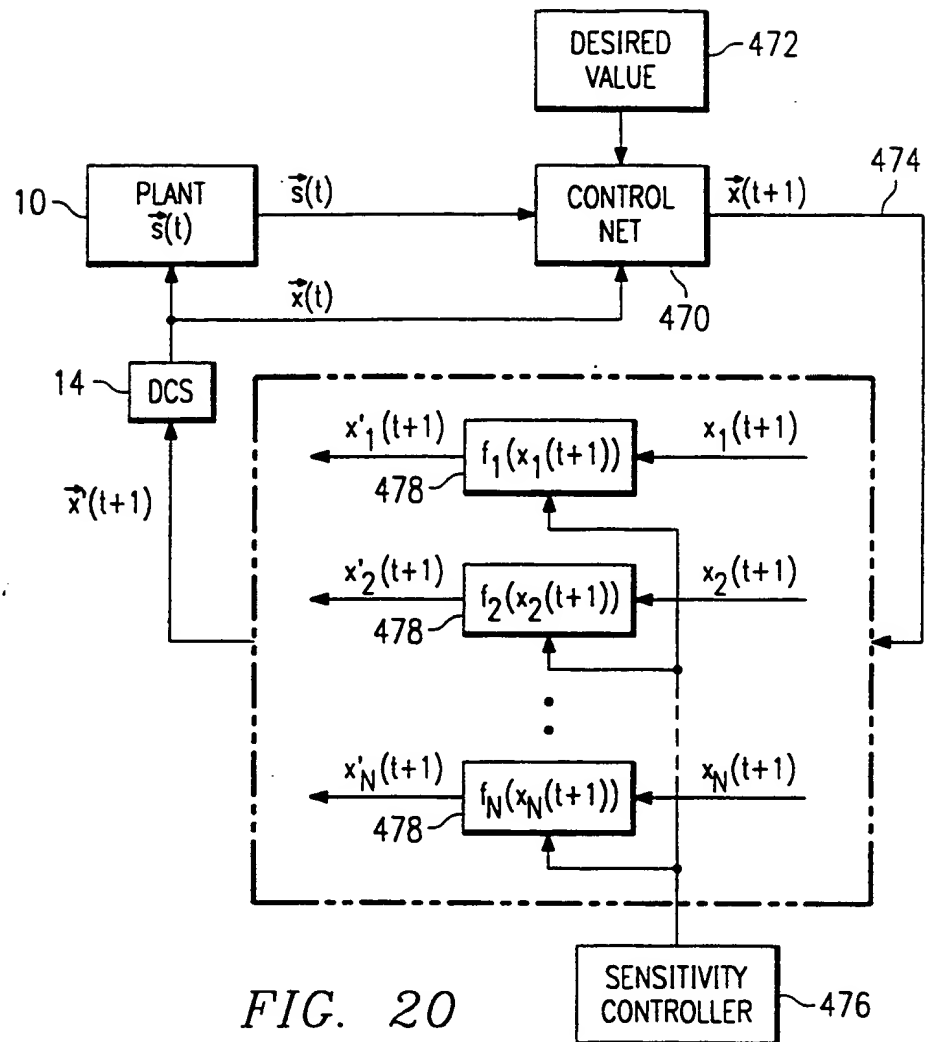 DESIRED
VALUE
472
474
10
PLANT
s⃗(t)
s⃗(t)
CONTROL
NET
x⃗(t+1)
470
x⃗(t)
14
DCS
x⃗'(t+1)
x'₁(t+1)
f₁(x₁(t+1))
x₁(t+1)
478
x'₂(t+1)
f₂(x₂(t+1))
x₂(t+1)
478
x'N(t+1)
fN(xN(t+1))
xN(t+1)
478
SENSITIVITY
CONTROLLER
476
FIG. 20